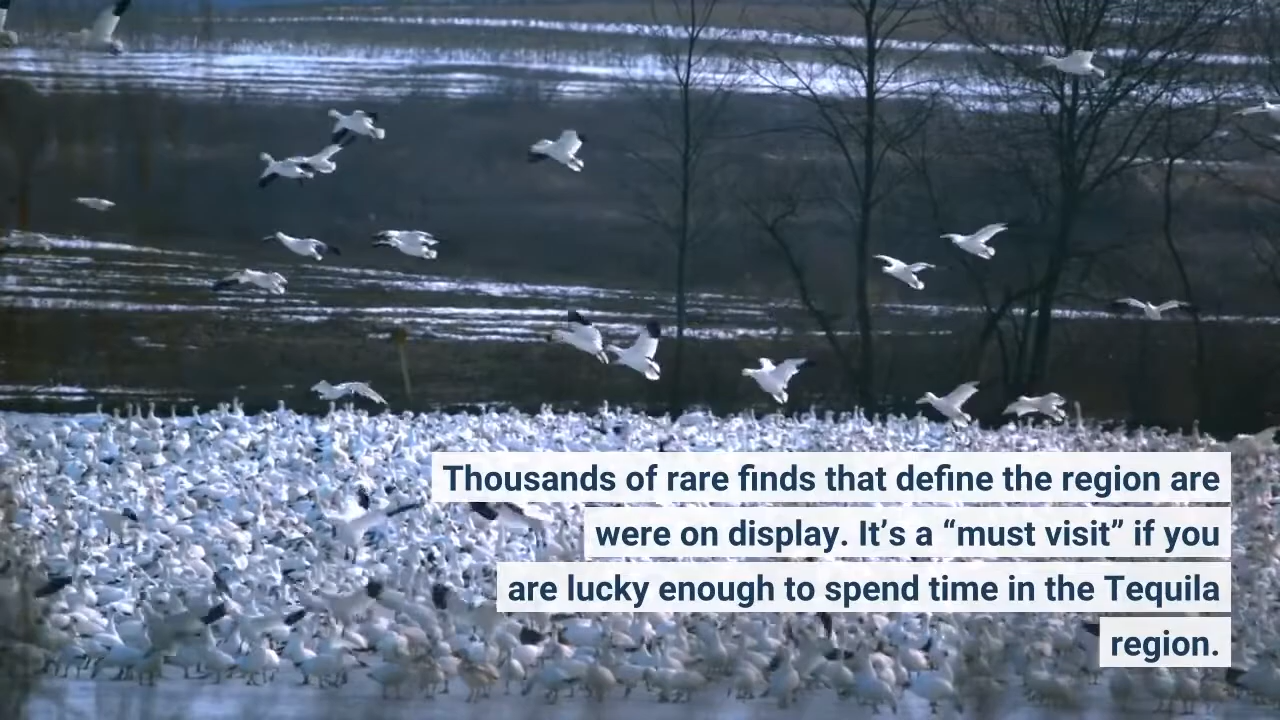 Thousands of rare finds that define the region are
were on display. It’s a “must visit” if you
are lucky enough to spend time in the Tequila
region.